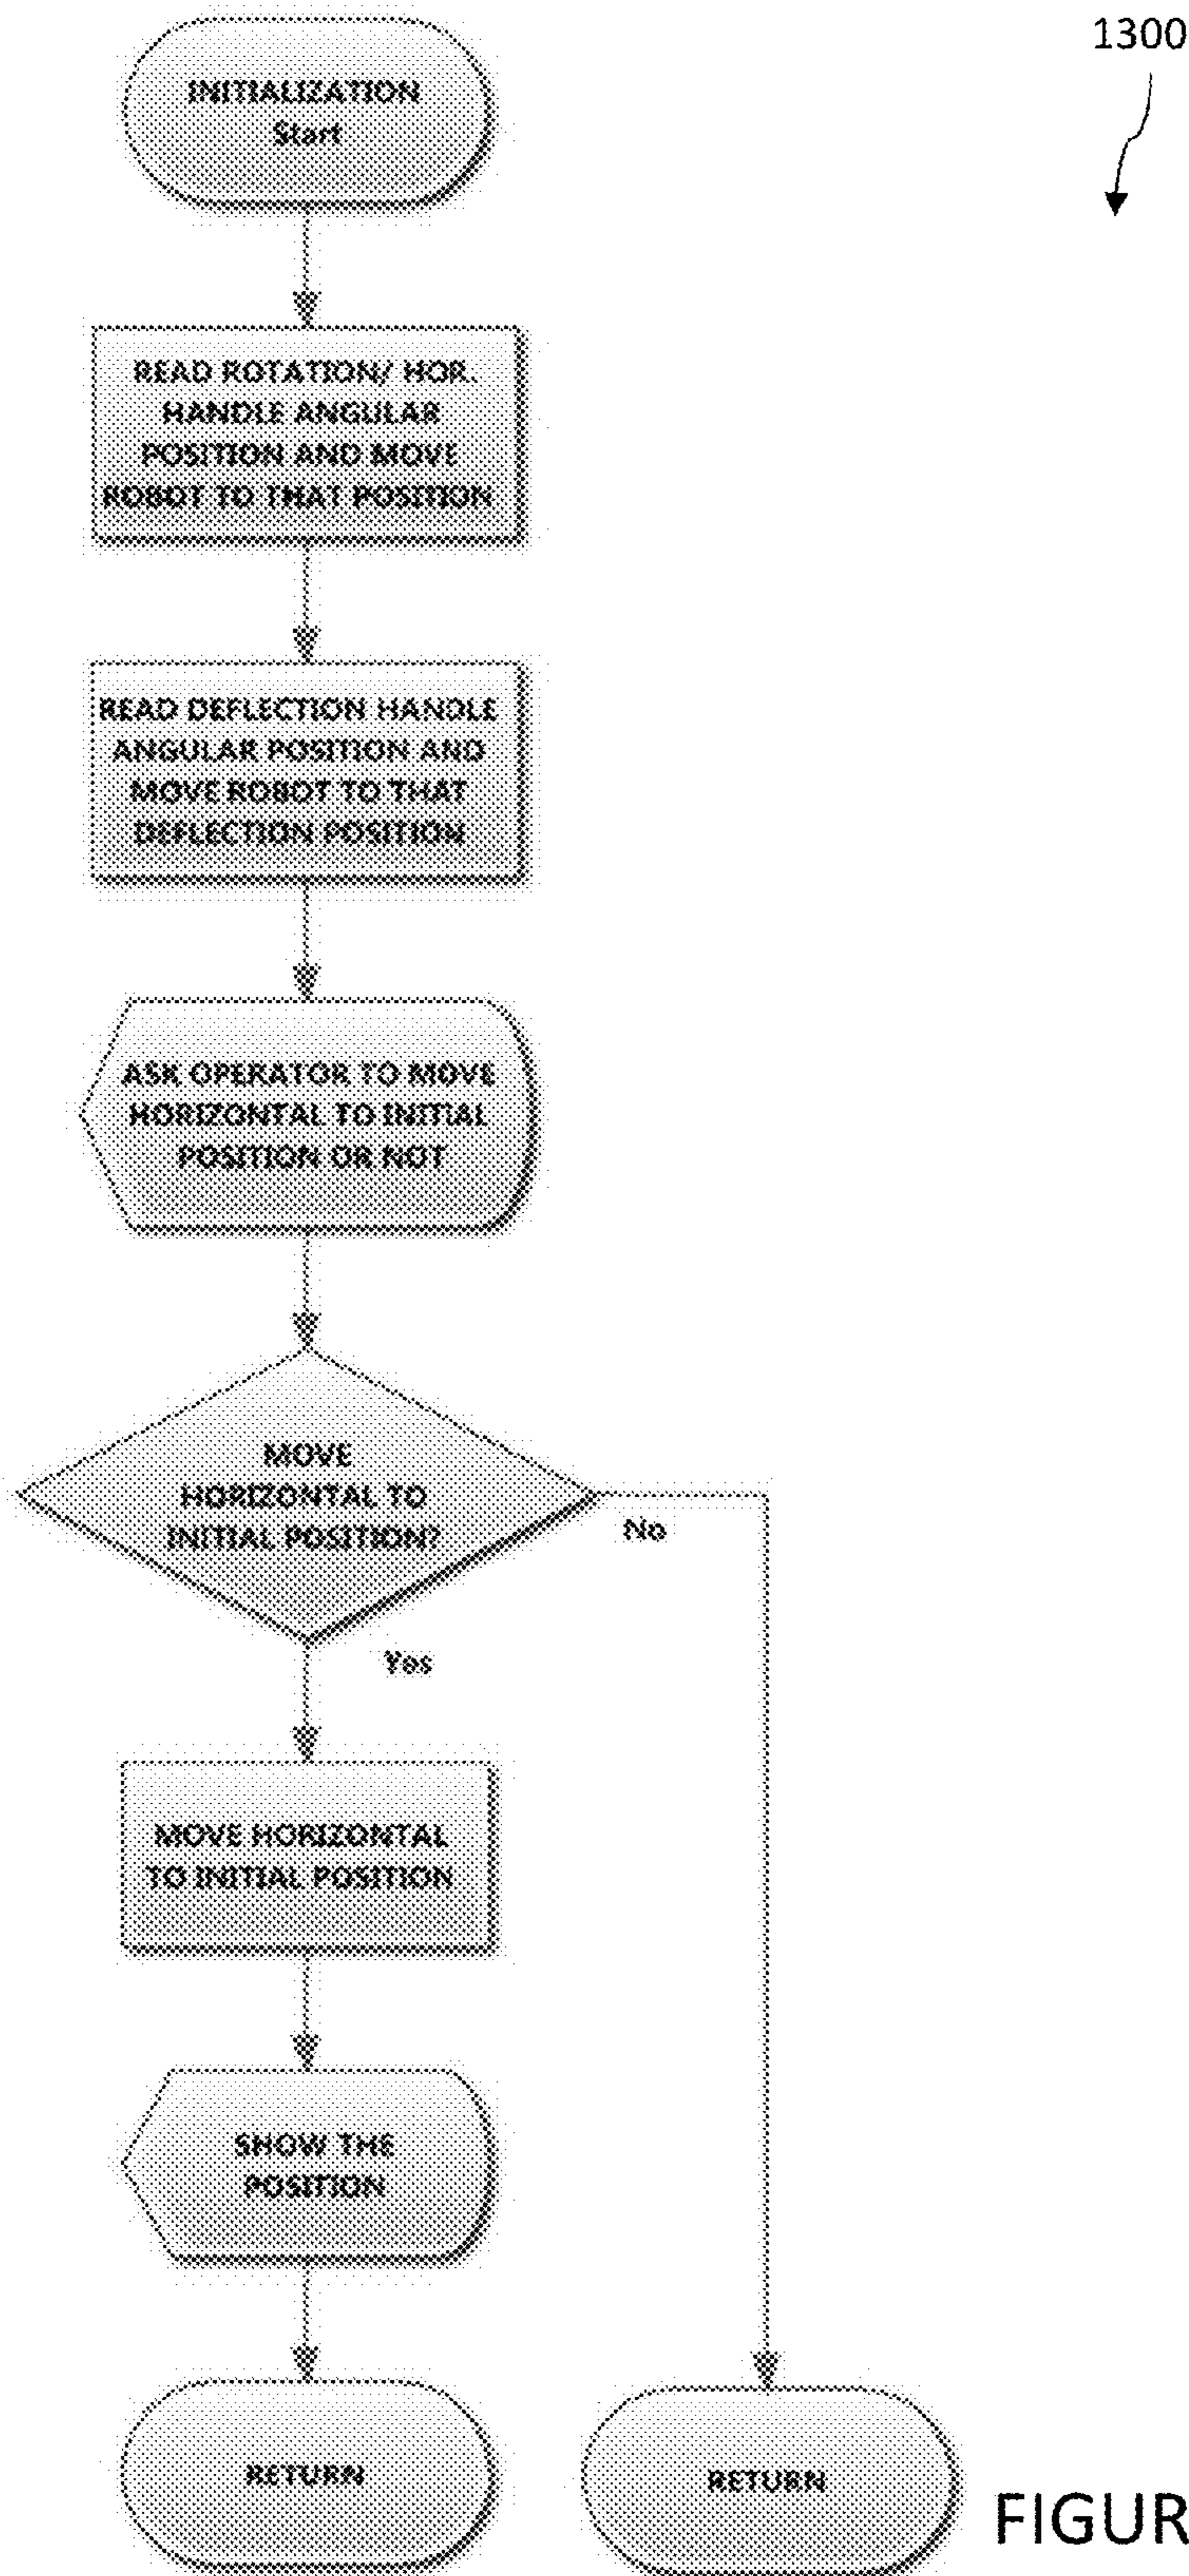 1300
INITIALIZATION
Start
READ ROTATION/ HOR.
HANDLE ANGULAR
POSITION AND MOVE
ROBOT TO THAT POSITION
READ DEFLECTION HANDLE
ANGULAR POSITION AND
MOVE ROBOT TO THAT
DEFLECTION POSITION
ASK OPERATOR TO MOVE
HORIZONTAL TO INITIAL
POSITION OR NOT
MOVE
HORIZONTAL TO
INITIAL POSITION?
No
Yes
MOVE HORIZONTAL
TO INITIAL POSITION
SHOW THE
POSITION
RETURN
RETURN
FIGUR